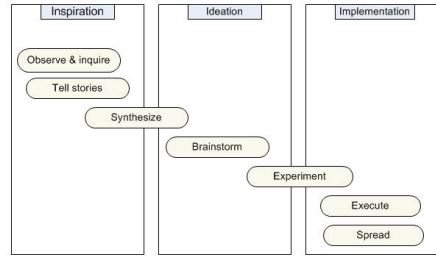 Inspiration
Ideation
Implementation
Observe & inquire
Tell stories
Synthesize
Brainstorm
Experiment
Execute
Spread